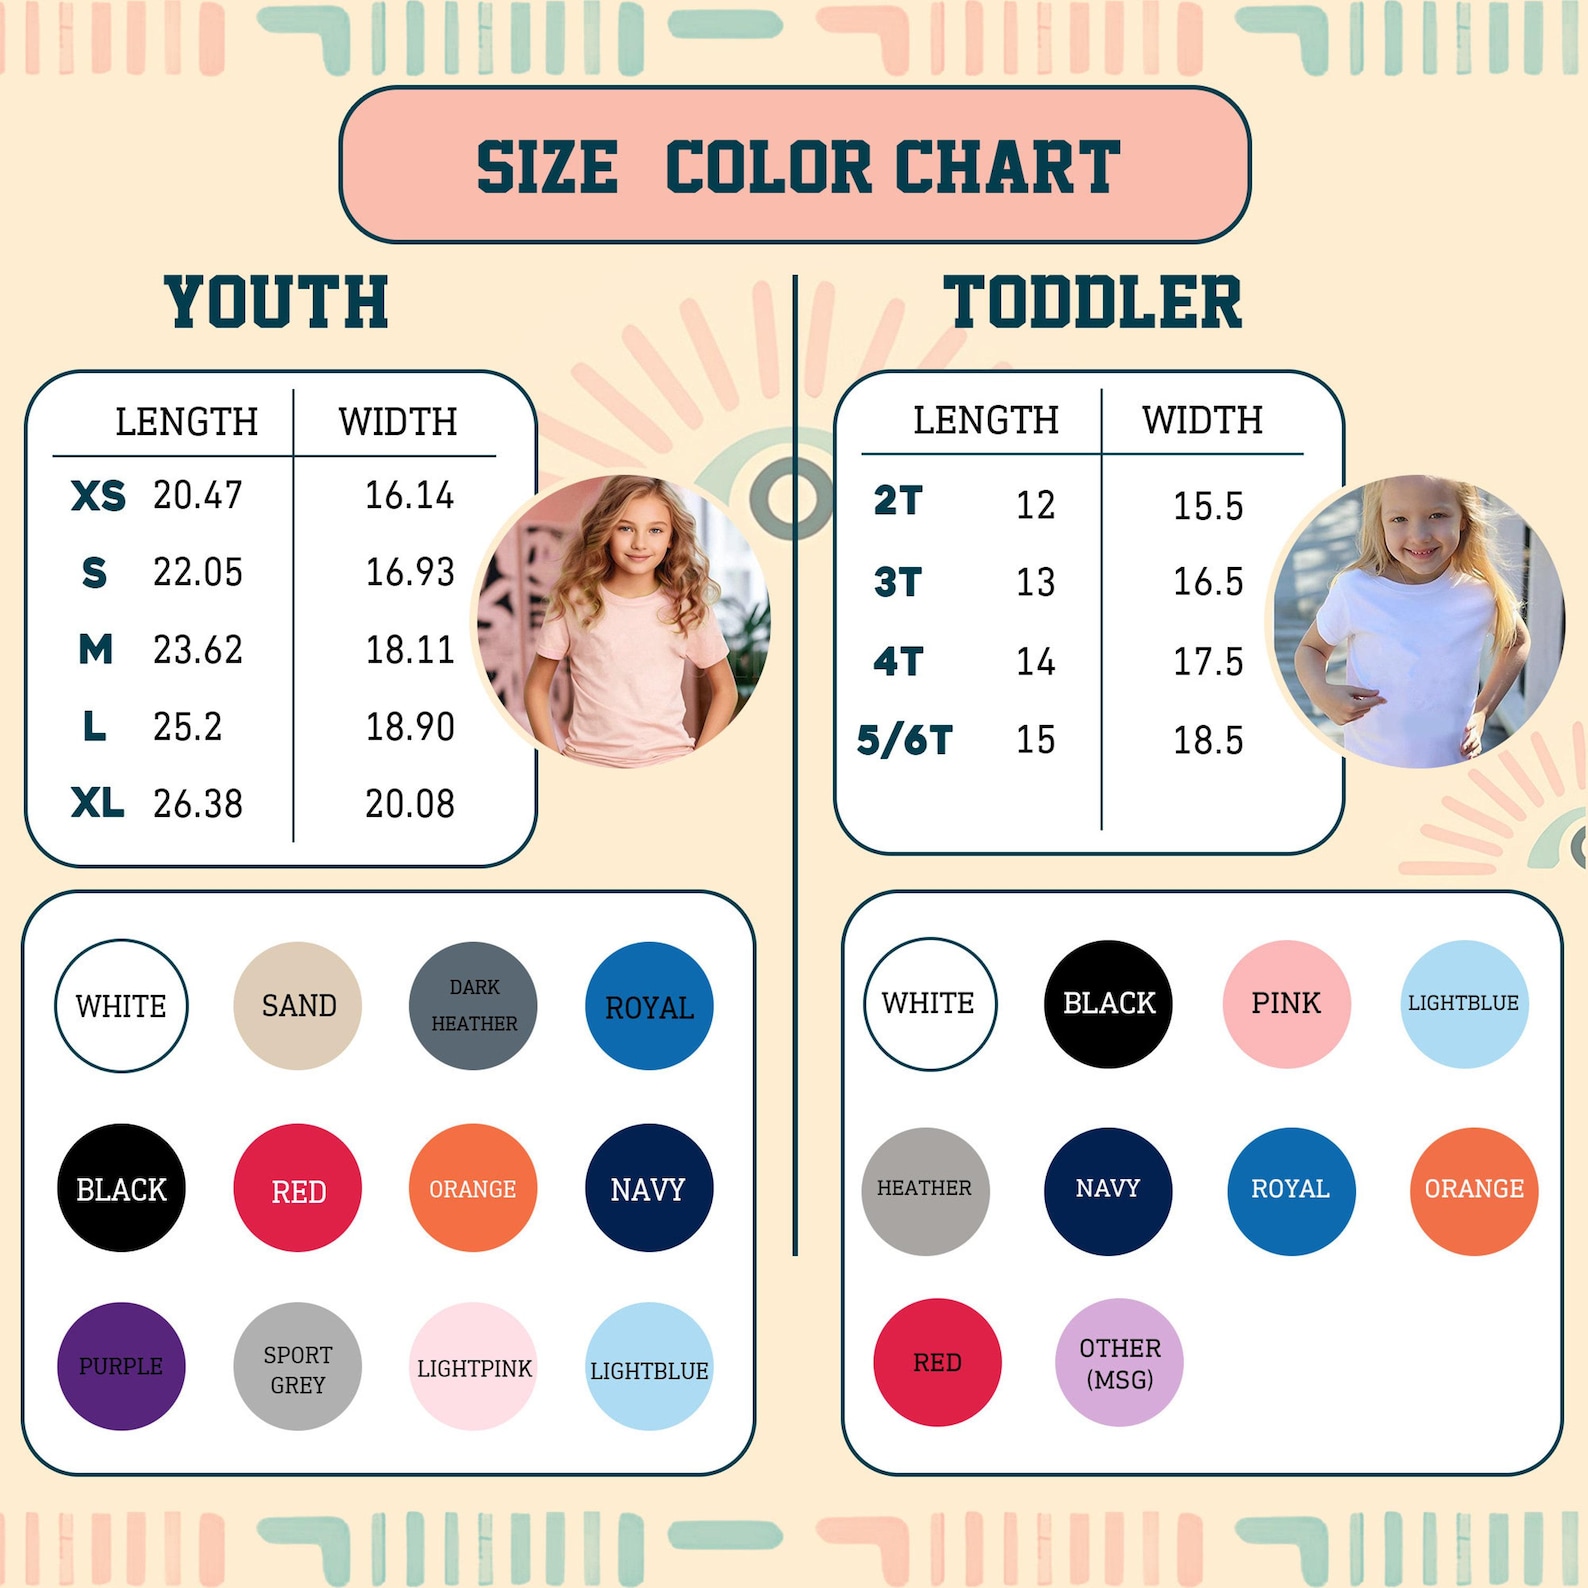 SIZE COLOR CHART
YOUTH
LENGTH WIDTH
XS 20.47 16.14
S 22.05 16.93
M 23.62 18.11
L 25.2 18.90
XL 26.38 20.08
WHITE SAND DARK HEATHER ROYAL
BLACK RED ORANGE NAVY
PURPLE SPORT GREY LIGHTPINK LIGHTBLUE
TODDLER
LENGTH WIDTH
2T 12 15.5
3T 13 16.5
4T 14 17.5
5/6T 15 18.5
WHITE BLACK PINK LIGHTBLUE
HEATHER NAVY ROYAL ORANGE
RED OTHER (MSG)